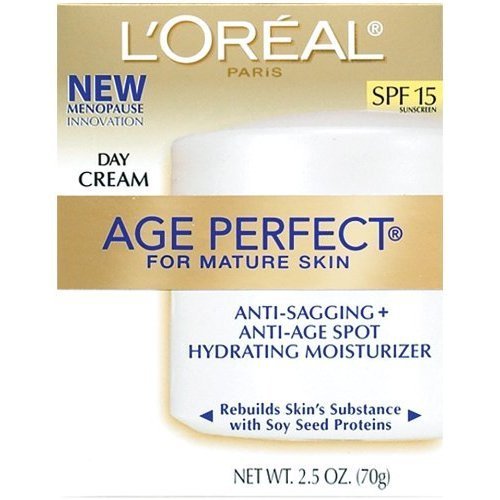 L'ORÉAL®
PARIS
NEW
MENOPAUSE
INNOVATION
SPF 15
SUNSCREEN
DAY
CREAM
AGE PERFECT®
FOR MATURE SKIN
ANTI-SAGGING +
ANTI-AGE SPOT
HYDRATING MOISTURIZER
Rebuilds Skin's Substance
with Soy Seed Proteins
NET WT. 2.5 OZ. (70g)